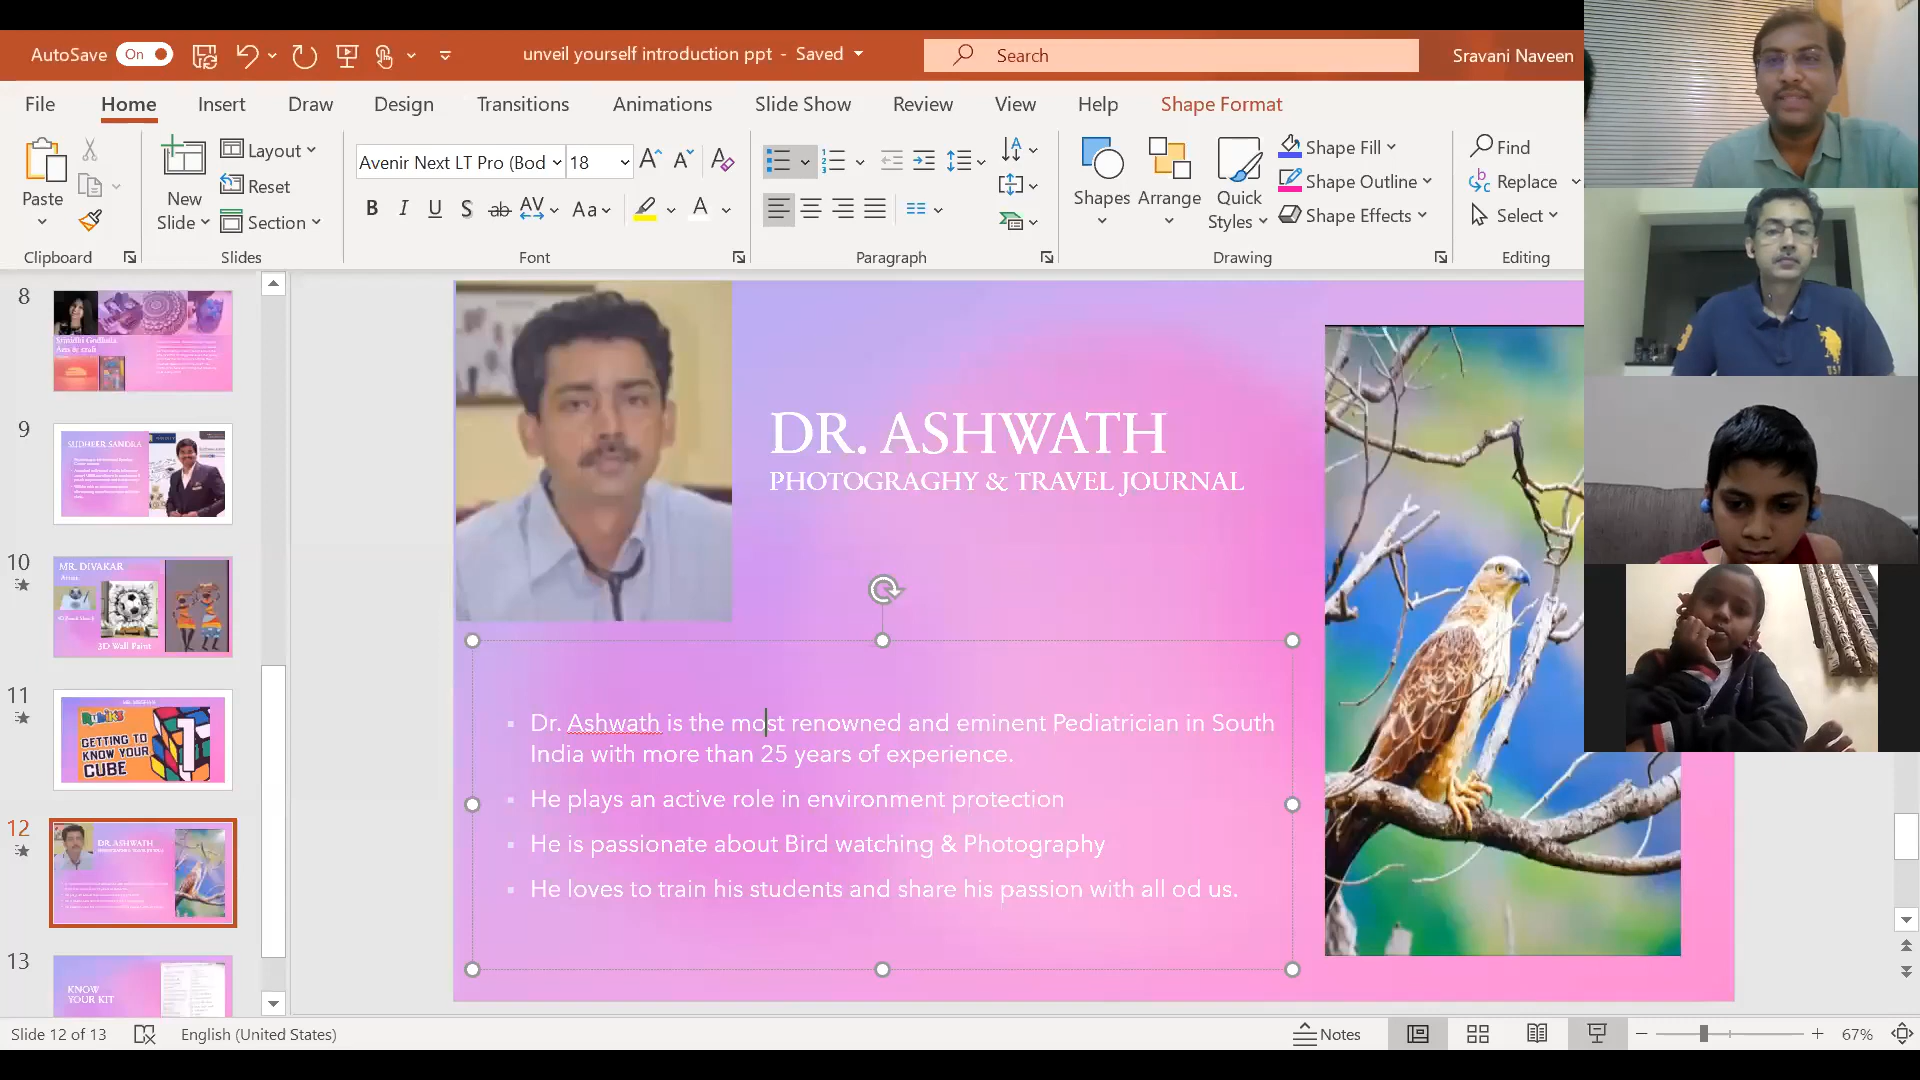 AutoSave On
unveil yourself introduction ppt - Saved
Search
Sravani Naveen
File Home Insert Draw Design Transitions Animations Slide Show Review View Help Shape Format
Paste
Layout
Reset
Section
New
Slide
Avenir Next LT Pro (Bod 18
Shapes
Arrange
Quick
Styles
Shape Fill
Shape Outline
Shape Effects
Find
Replace
Select
Clipboard Slides Font Paragraph Drawing Editing
8
9
SUDHEER SANDRA
10
MR. DIVAKAR
Artist
3D Wall Paint
11
Rubik's
GETTING TO
KNOW YOUR
CUBE
1
12
DR. ASHWATH
13
KNOW
YOUR KIT
DR. ASHWATH
PHOTOGRAGHY & TRAVEL JOURNAL
Dr. Ashwath is the most renowned and eminent Pediatrician in South
India with more than 25 years of experience.
He plays an active role in environment protection
He is passionate about Bird watching & Photography
He loves to train his students and share his passion with all od us.
Slide 12 of 13
English (United States)
Notes
67%